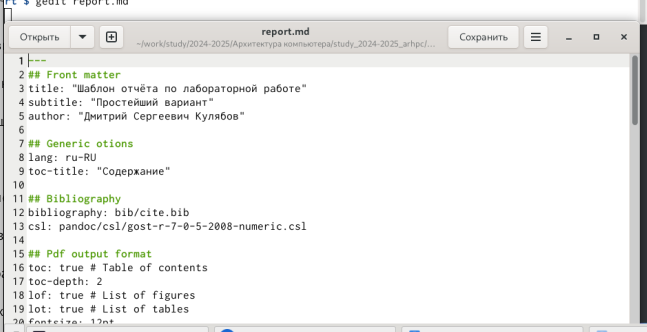 rt $ gedit report.md
Открыть
report.md
~/work/study/2024-2025/Архитектура компьютера/study_2024-2025_arhpc/...
Сохранить
1 ---
2 ## Front matter
3 title: "Шаблон отчёта по лабораторной работе"
4 subtitle: "Простейший вариант"
5 author: "Дмитрий Сергеевич Кулябов"
6
7 ## Generic otions
8 lang: ru-RU
9 toc-title: "Содержание"
10
11 ## Bibliography
12 bibliography: bib/cite.bib
13 csl: pandoc/csl/gost-r-7-0-5-2008-numeric.csl
14
15 ## Pdf output format
16 toc: true # Table of contents
17 toc-depth: 2
18 lof: true # List of figures
19 lot: true # List of tables
20 fontsize: 12pt